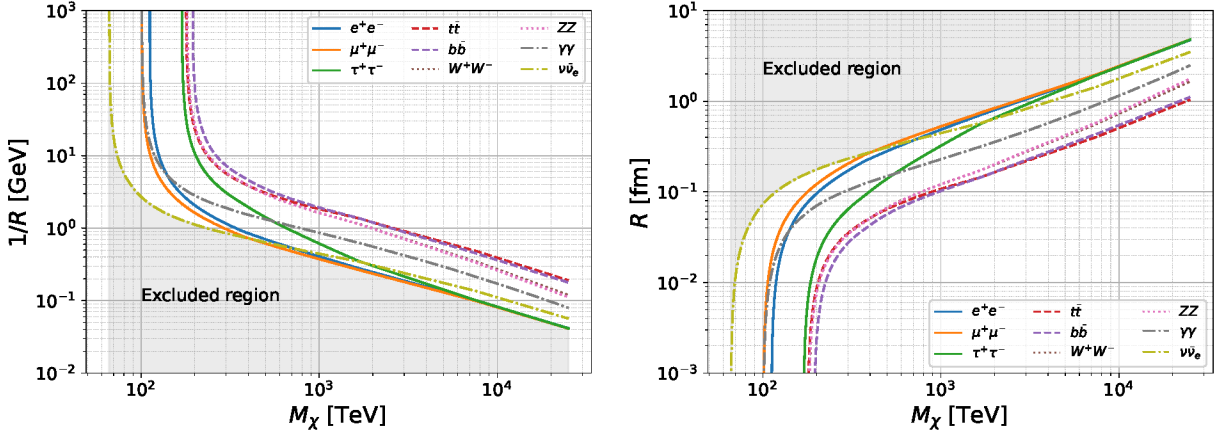 10³
10²
10¹
10⁰
10⁻¹
10⁻²
1/R [GeV]
e⁺e⁻
μ⁺μ⁻
τ⁺τ⁻
tt̄
bb̄
W⁺W⁻
ZZ
γγ
νν̄ₑ
Excluded region
10²
10³
10⁴
Mχ [TeV]
10¹
10⁰
10⁻¹
10⁻²
10⁻³
R [fm]
Excluded region
e⁺e⁻
μ⁺μ⁻
τ⁺τ⁻
tt̄
bb̄
W⁺W⁻
ZZ
γγ
νν̄ₑ
10²
10³
10⁴
Mχ [TeV]